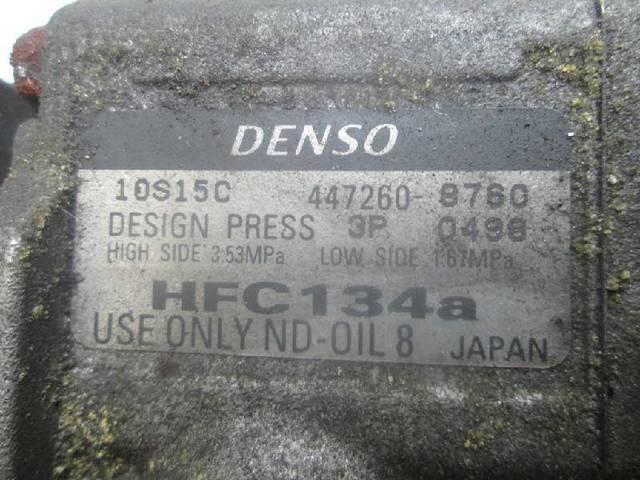 DENSO
10S15C 447260-8760
DESIGN PRESS 3P 0498
HIGH SIDE 3.53MPa LOW SIDE 1.67MPa
HFC134a
USE ONLY ND-OIL 8 JAPAN